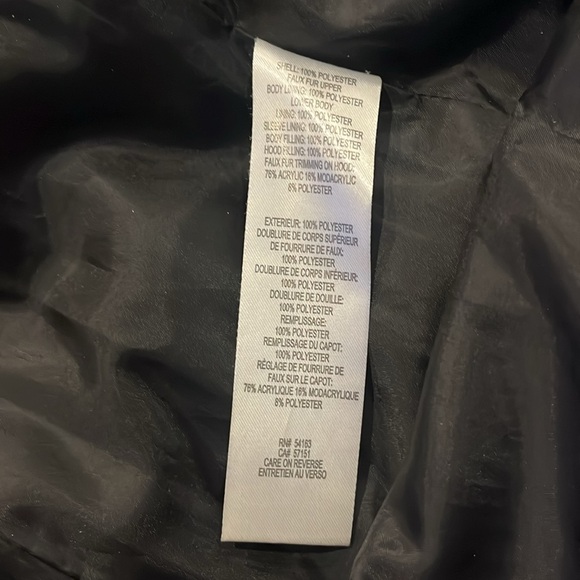 SHELL: 100% POLYESTER
FAUX FUR UPPER
BODY LINING: 100% POLYESTER
LOWER BODY
LINING: 100% POLYESTER
SLEEVE LINING: 100% POLYESTER
BODY FILLING: 100% POLYESTER
HOOD FILLING: 100% POLYESTER
FAUX FUR TRIMMING ON HOOD:
76% ACRYLIC 16% MODACRYLIC
8% POLYESTER
EXTERIEUR: 100% POLYESTER
DOUBLURE DE CORPS SUPÉRIEUR
DE FOURRURE DE FAUX:
100% POLYESTER
DOUBLURE DE CORPS INFÉRIEUR:
100% POLYESTER
DOUBLURE DE DOUILLE:
100% POLYESTER
REMPLISSAGE:
100% POLYESTER
REMPLISSAGE DU CAPOT:
100% POLYESTER
RÉGLAGE DE FOURRURE DE
FAUX SUR LE CAPOT:
76% ACRYLIQUE 16% MODACRYLIQUE
8% POLYESTER
RN# 54163
CA# 57151
CARE ON REVERSE
ENTRETIEN AU VERSO